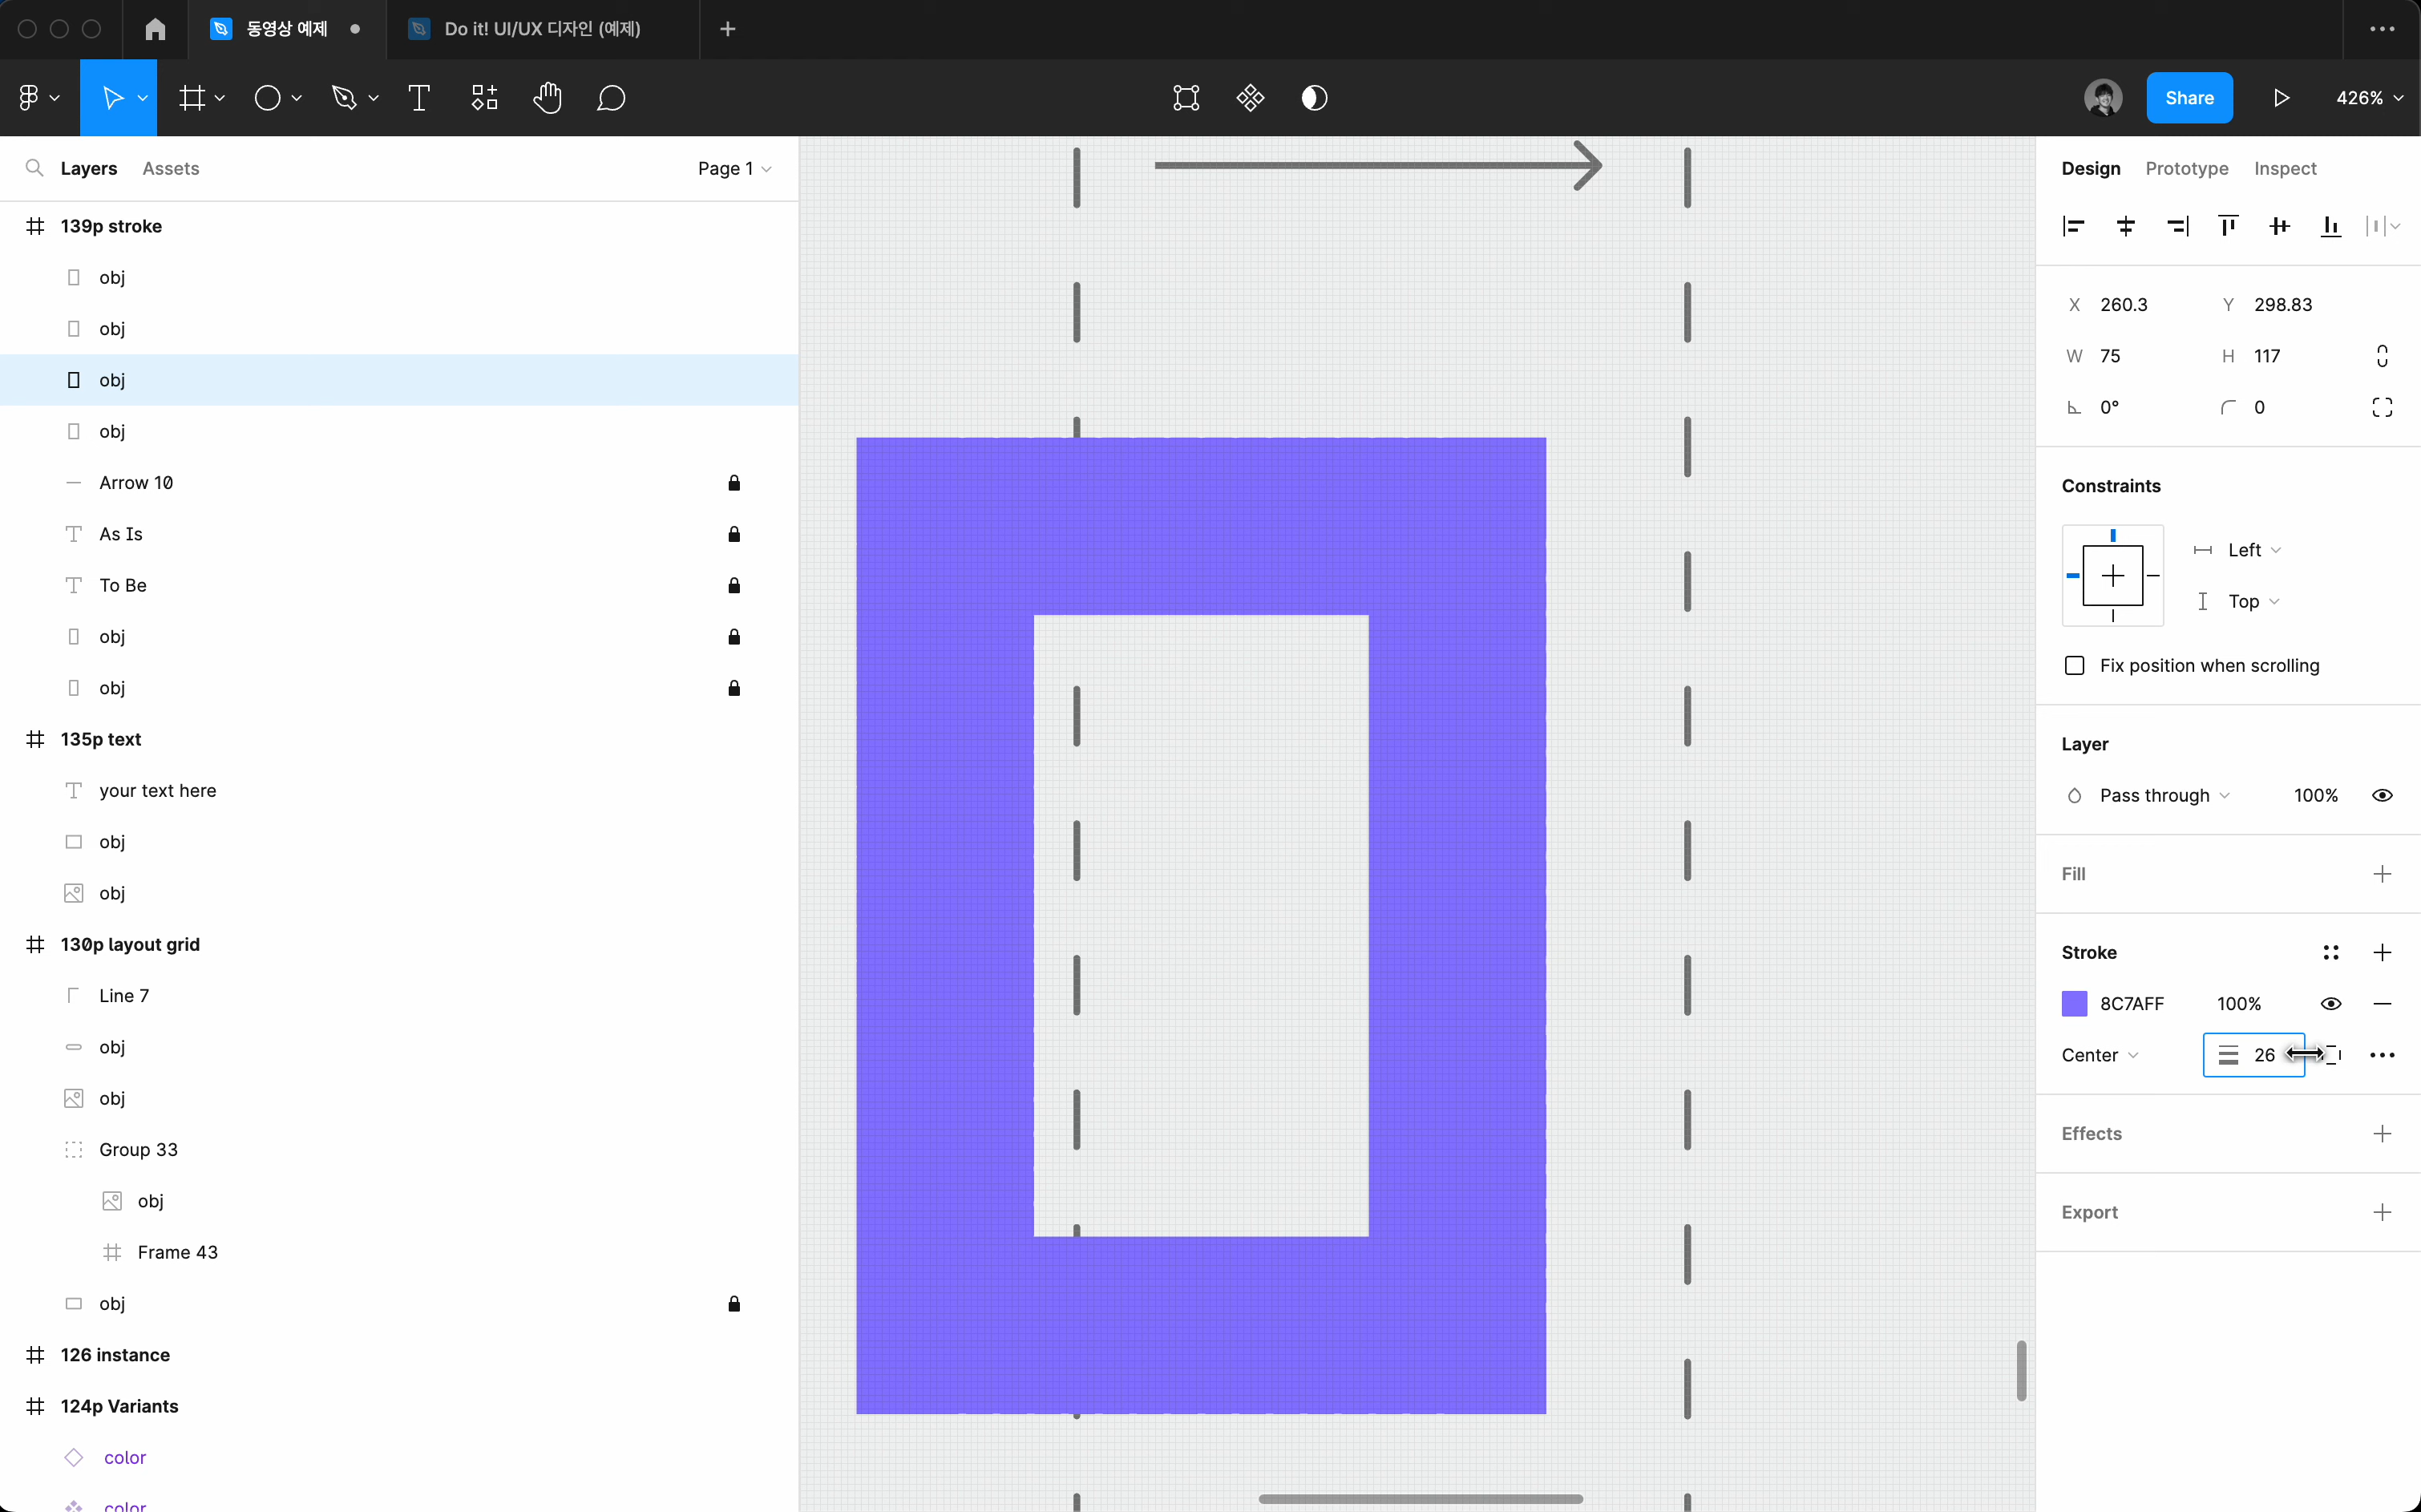 동영상 예제
Do it! UI/UX 디자인 (예제)
Share
426%
Layers
Assets
Page 1
139p stroke
obj
obj
obj
obj
Arrow 10
As Is
To Be
obj
obj
135p text
your text here
obj
obj
130p layout grid
Line 7
obj
obj
Group 33
obj
Frame 43
obj
126 instance
124p Variants
color
color
Design
Prototype
Inspect
X 260.3
Y 298.83
W 75
H 117
0°
0
Constraints
Left
Top
Fix position when scrolling
Layer
Pass through
100%
Fill
Stroke
8C7AFF
100%
Center
26
Effects
Export